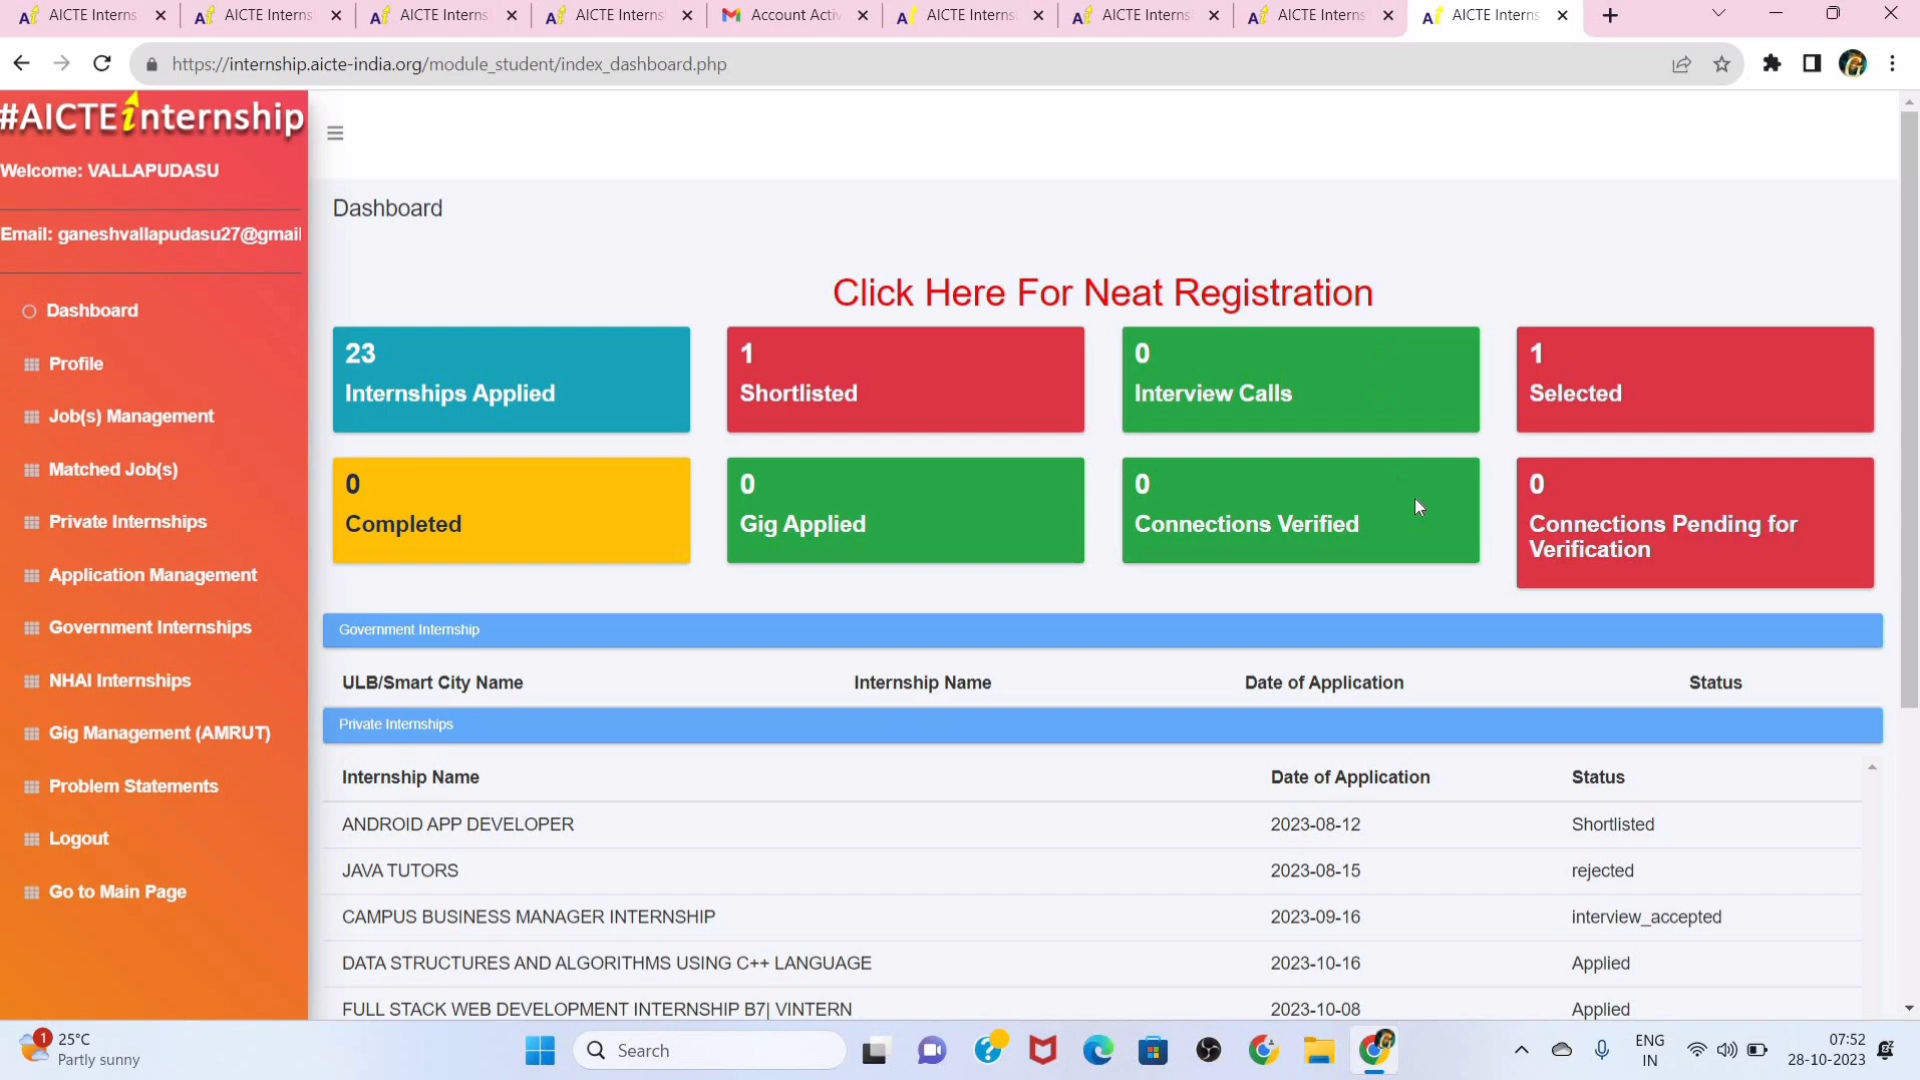 AICTE Interns
AICTE Interns
AICTE Interns
AICTE Interns
Account Activ
AICTE Interns
AICTE Interns
AICTE Interns
AICTE Interns
https://internship.aicte-india.org/module_student/index_dashboard.php
#AICTEinternship
Welcome: VALLAPUDASU
Email: ganeshvallapudasu27@gmail
Dashboard
Profile
Job(s) Management
Matched Job(s)
Private Internships
Application Management
Government Internships
NHAI Internships
Gig Management (AMRUT)
Problem Statements
Logout
Go to Main Page
Dashboard
Click Here For Neat Registration
23
Internships Applied
1
Shortlisted
0
Interview Calls
1
Selected
0
Completed
0
Gig Applied
0
Connections Verified
0
Connections Pending for
Verification
Government Internship
ULB/Smart City Name Internship Name Date of Application Status
Private Internships
Internship Name Date of Application Status
ANDROID APP DEVELOPER 2023-08-12 Shortlisted
JAVA TUTORS 2023-08-15 rejected
CAMPUS BUSINESS MANAGER INTERNSHIP 2023-09-16 interview_accepted
DATA STRUCTURES AND ALGORITHMS USING C++ LANGUAGE 2023-10-16 Applied
FULL STACK WEB DEVELOPMENT INTERNSHIP B7| VINTERN 2023-10-08 Applied
1
25°C
Partly sunny
Search
ENG
IN
07:52
28-10-2023